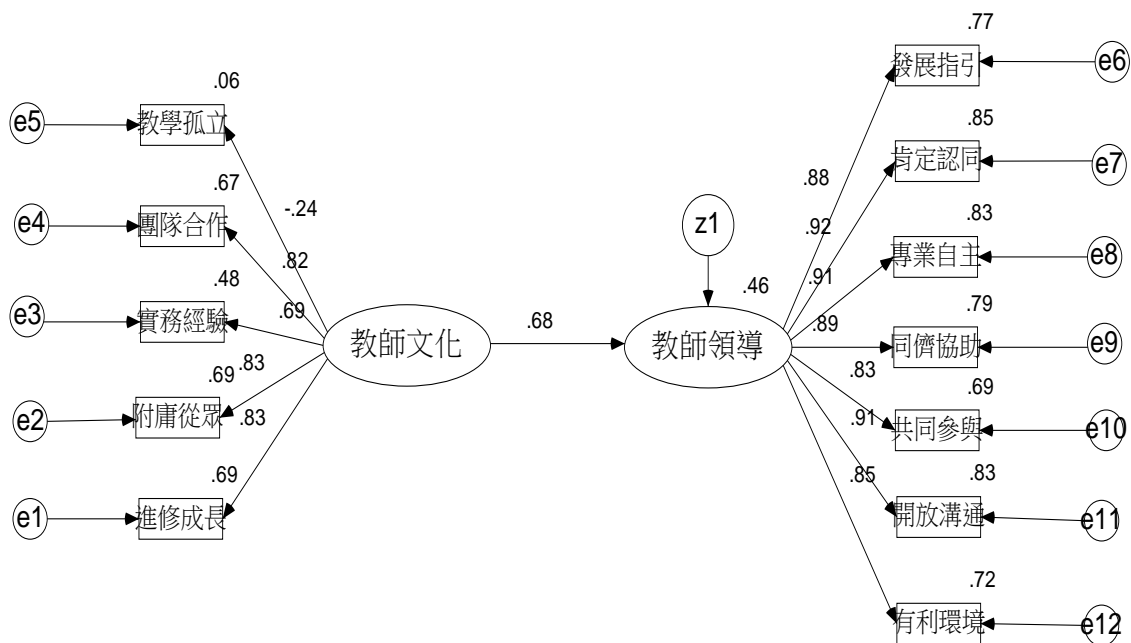 .06
e5
教學孤立
.67
-.24
e4
團隊合作
.82
.48
e3
實務經驗
.69
.69
.83
e2
附庸從眾
.83
.69
e1
進修成長
教師文化
.68
z1
.46
教師領導
.77
發展指引
e6
.88
.85
肯定認同
e7
.92
.83
專業自主
e8
.91
.79
同儕協助
e9
.89
.69
共同參與
e10
.83
.83
開放溝通
e11
.91
.72
有利環境
e12
.85